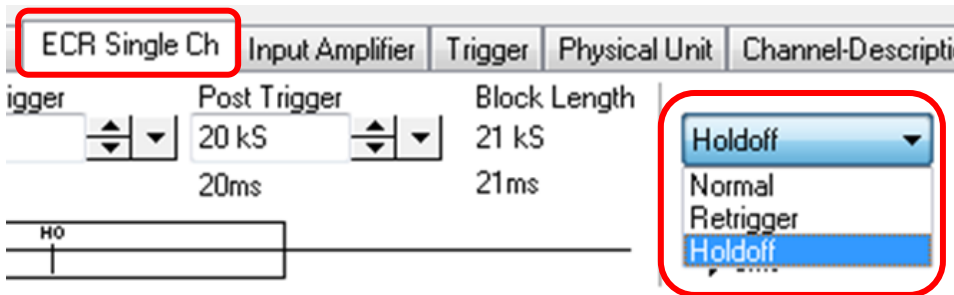 ECR Single Ch Input Amplifier Trigger Physical Unit Channel-Descripti
igger Post Trigger Block Length
20 kS 21 kS Holdoff
20ms 21ms Normal
Retrigger
HO Holdoff